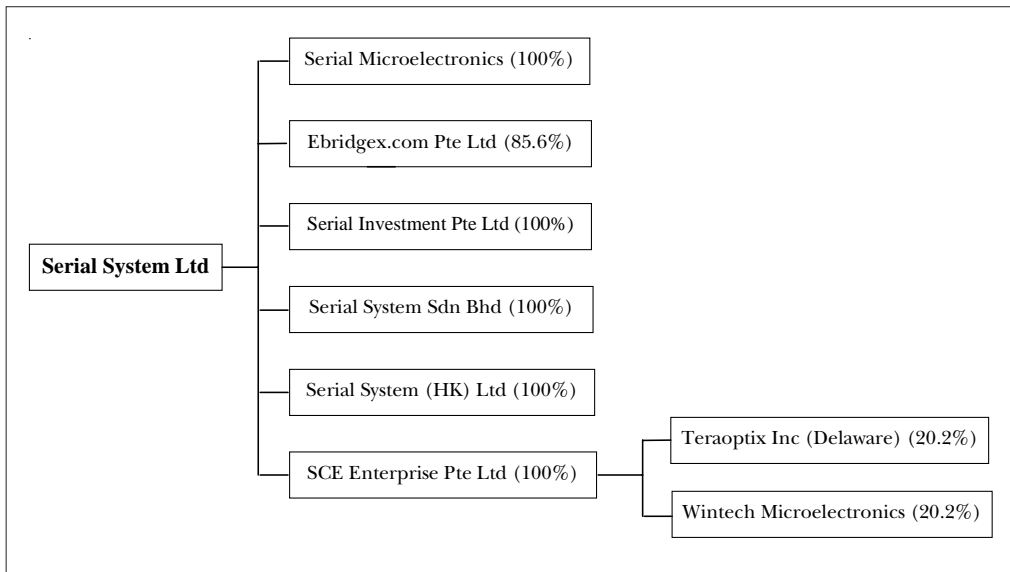 Serial Microelectronics (100%)
Ebridgex.com Pte Ltd (85.6%)
Serial Investment Pte Ltd (100%)
Serial System Ltd
Serial System Sdn Bhd (100%)
Serial System (HK) Ltd (100%)
Teraoptix Inc (Delaware) (20.2%)
SCE Enterprise Pte Ltd (100%)
Wintech Microelectronics (20.2%)